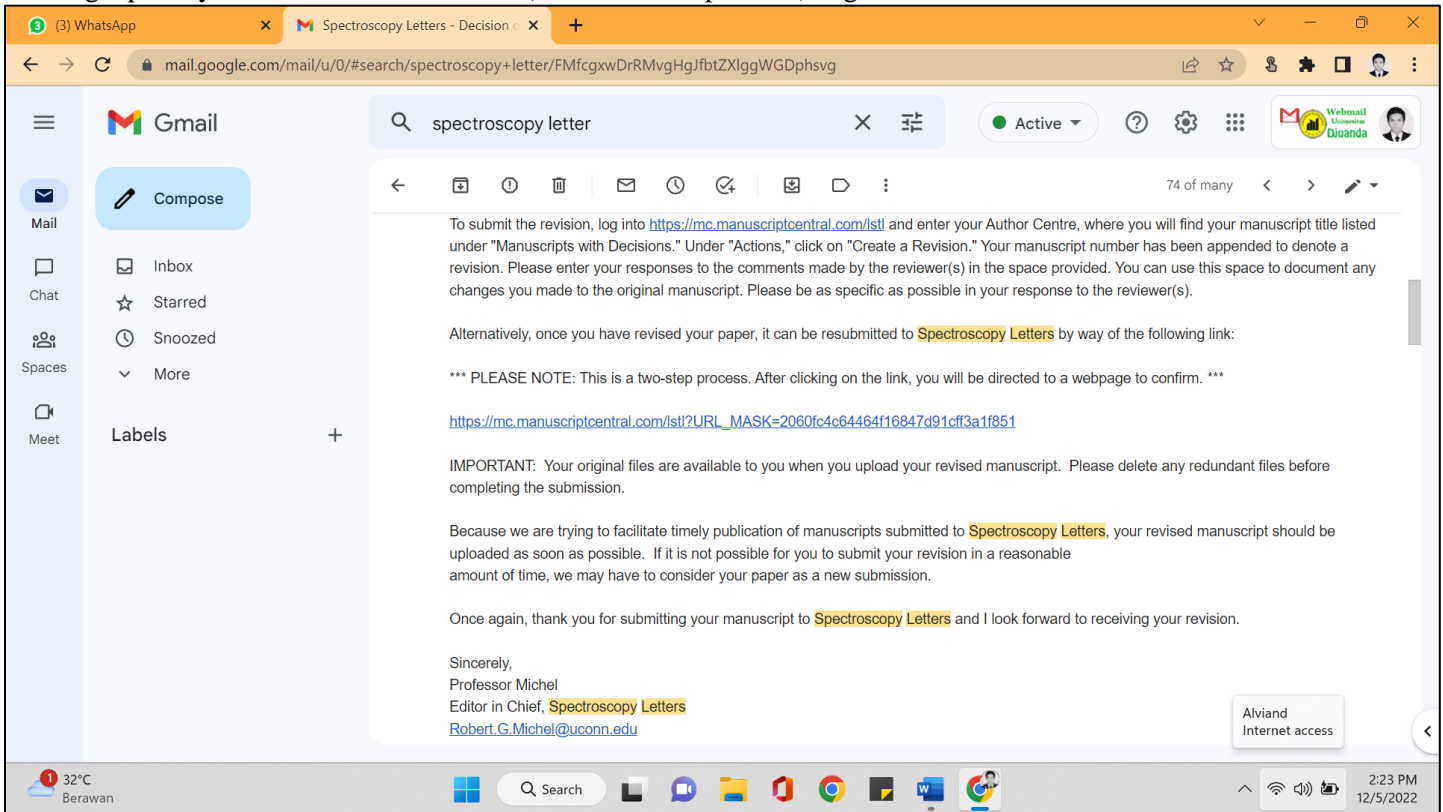 (3) WhatsApp
Spectroscopy Letters - Decision o
mail.google.com/mail/u/0/#search/spectroscopy+letter/FMfcgxwDrRMvgHgJfbtZXlggWGDphsvg
Gmail
spectroscopy letter
Active
Webmail
Universitas
Djuanda
Mail
Chat
Spaces
Meet
Compose
Inbox
Starred
Snoozed
More
Labels
74 of many
To submit the revision, log into https://mc.manuscriptcentral.com/lstl and enter your Author Centre, where you will find your manuscript title listed
under "Manuscripts with Decisions." Under "Actions," click on "Create a Revision." Your manuscript number has been appended to denote a
revision. Please enter your responses to the comments made by the reviewer(s) in the space provided. You can use this space to document any
changes you made to the original manuscript. Please be as specific as possible in your response to the reviewer(s).
Alternatively, once you have revised your paper, it can be resubmitted to Spectroscopy Letters by way of the following link:
*** PLEASE NOTE: This is a two-step process. After clicking on the link, you will be directed to a webpage to confirm. ***
https://mc.manuscriptcentral.com/lstl?URL_MASK=2060fc4c64464f16847d91cff3a1f851
IMPORTANT: Your original files are available to you when you upload your revised manuscript. Please delete any redundant files before
completing the submission.
Because we are trying to facilitate timely publication of manuscripts submitted to Spectroscopy Letters, your revised manuscript should be
uploaded as soon as possible. If it is not possible for you to submit your revision in a reasonable
amount of time, we may have to consider your paper as a new submission.
Once again, thank you for submitting your manuscript to Spectroscopy Letters and I look forward to receiving your revision.
Sincerely,
Professor Michel
Editor in Chief, Spectroscopy Letters
Robert.G.Michel@uconn.edu
Alviand
Internet access
1
32°C
Berawan
Search
2:23 PM
12/5/2022